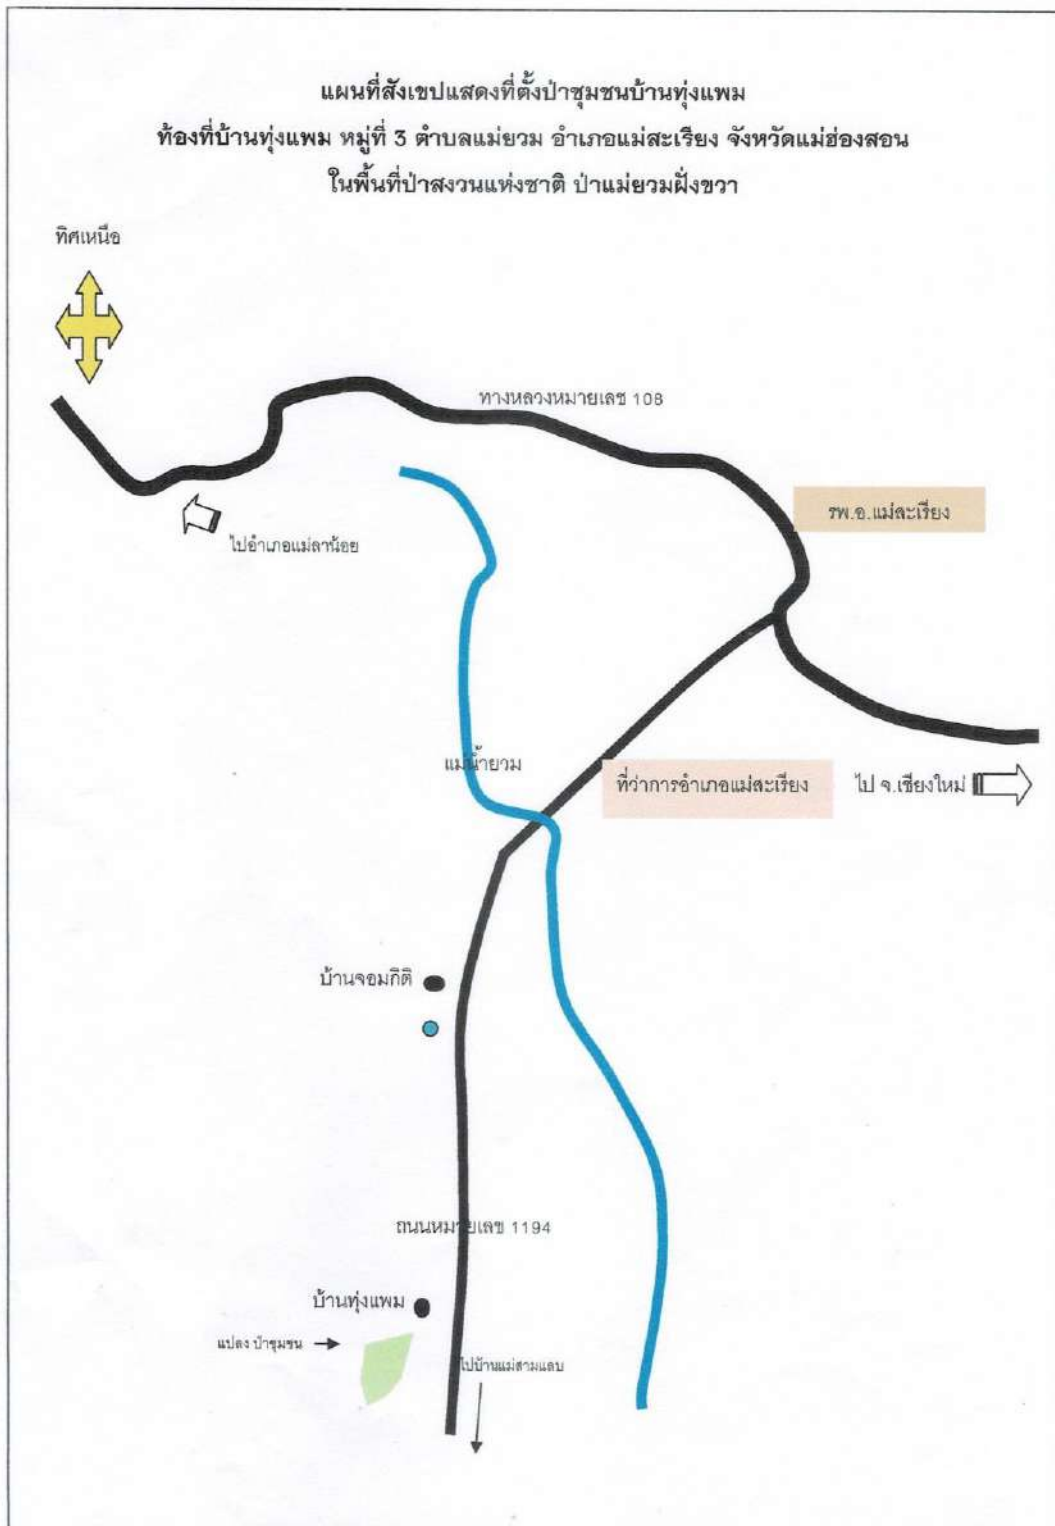 แผนที่สังเขปแสดงที่ตั้งป่าชุมชนบ้านทุ่งแพม
ท้องที่บ้านทุ่งแพม หมู่ที่ 3 ตำบลแม่ยวม อำเภอแม่สะเรียง จังหวัดแม่ฮ่องสอน
ในพื้นที่ป่าสงวนแห่งชาติ ป่าแม่ยวมฝั่งขวา
ทิศเหนือ
ทางหลวงหมายเลข 108
รพ.อ.แม่สะเรียง
ไปอำเภอแม่ลาน้อย
แม่น้ำยวม
ที่ว่าการอำเภอแม่สะเรียง
ไป จ.เชียงใหม่
บ้านจอมกิติ
ถนนหมายเลข 1194
บ้านทุ่งแพม
แปลง ป่าชุมชน
ไปบ้านแม่สามแลบ